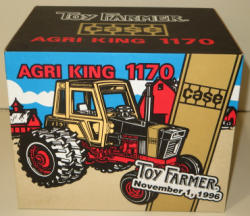 TOY FARMER
CASE
AGRI KING 1170
AGRI KING 1170
CASE
TOY FARMER
November 1, 1996